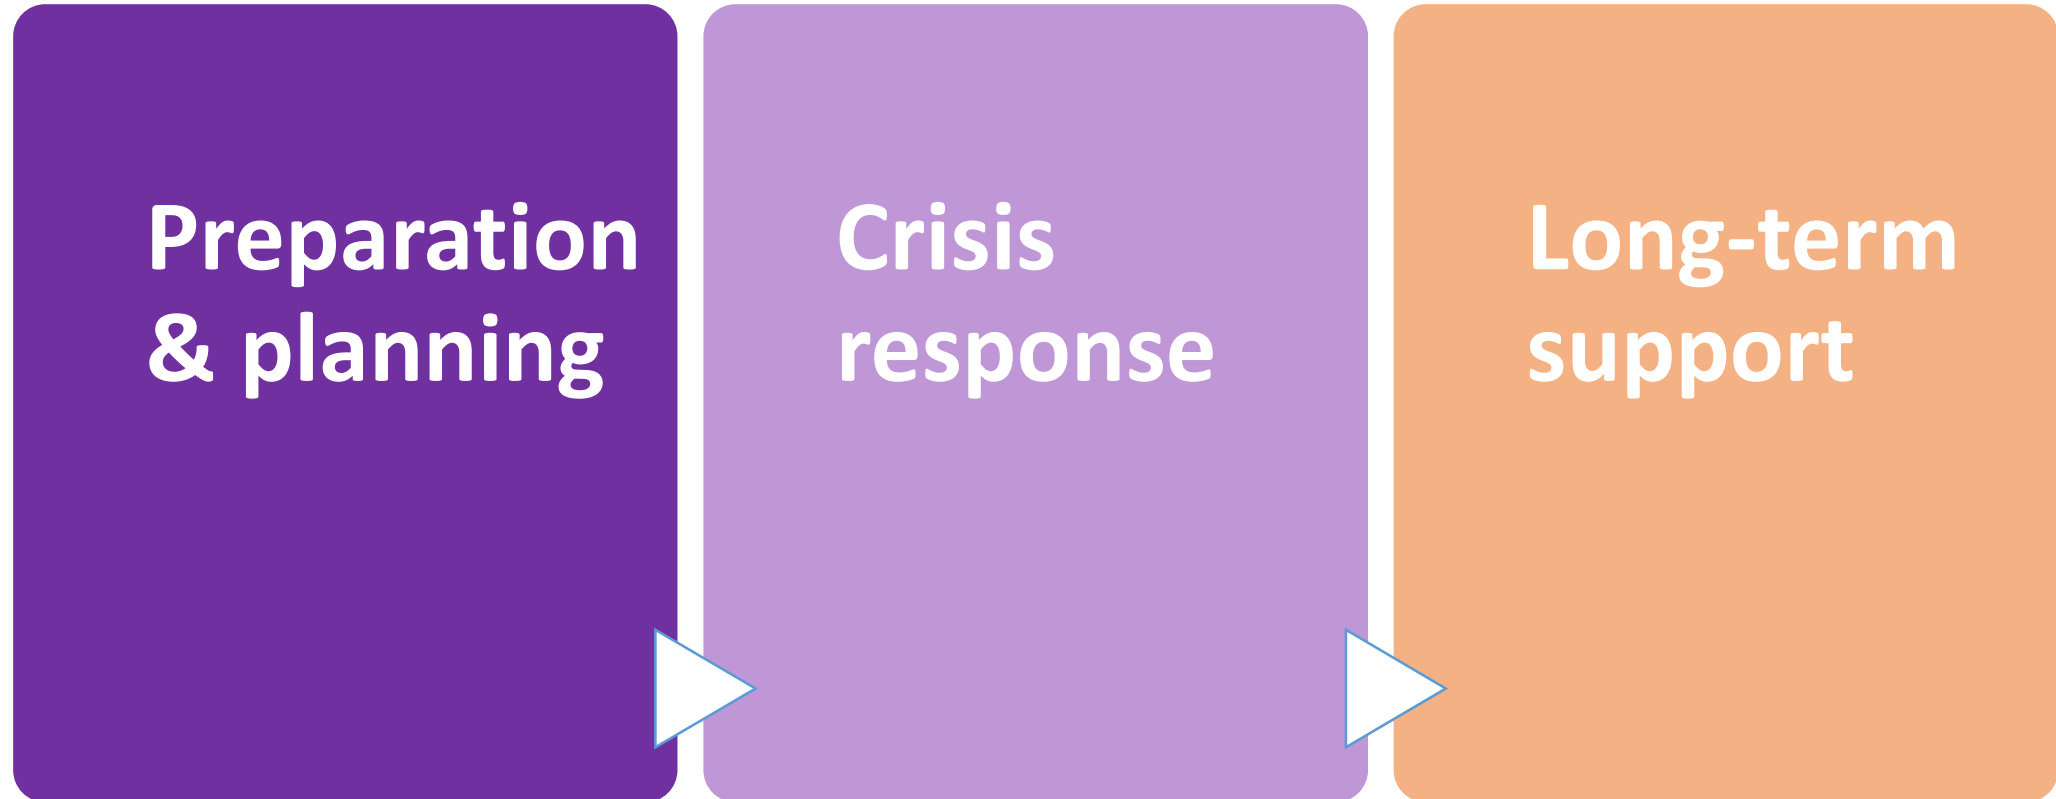 Preparation
& planning
Crisis
response
Long-term
support